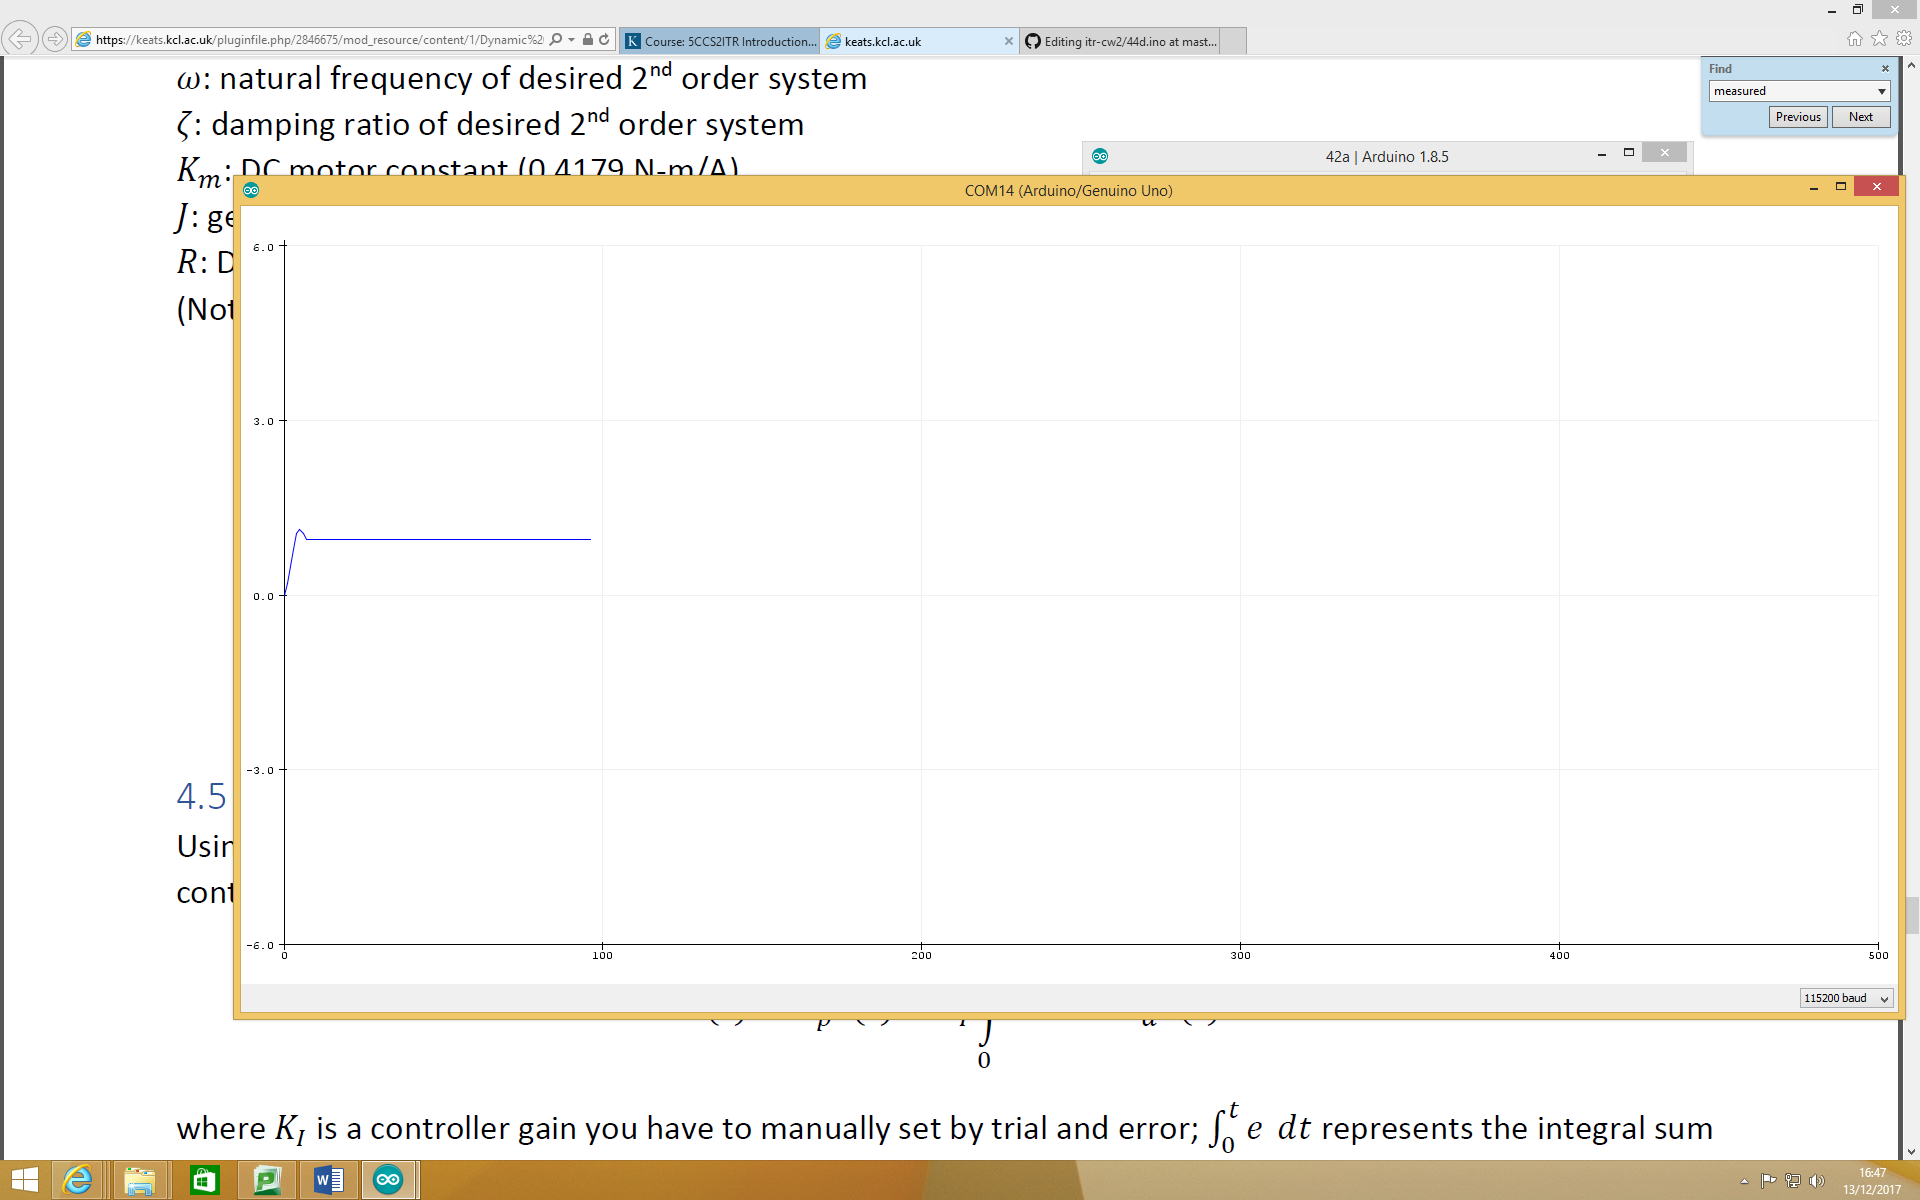 https://keats.kcl.ac.uk/pluginfile.php/2846675/mod_resource/content/1/Dynamic%2
Course: 5CCS2ITR Introduction...
keats.kcl.ac.uk
Editing itr-cw2/44d.ino at mast...
ω: natural frequency of desired 2nd order system
ζ: damping ratio of desired 2nd order system
Km: DC motor constant (0.4179 N-m/A)
J: ge
R: D
(Not
Find
measured
Previous
Next
42a | Arduino 1.8.5
COM14 (Arduino/Genuino Uno)
6.0
3.0
0.0
-3.0
-6.0
0
100
200
300
400
500
115200 baud
4.5
Usin
cont
0
where KI is a controller gain you have to manually set by trial and error; ∫0t e dt represents the integral sum
16:47
13/12/2017